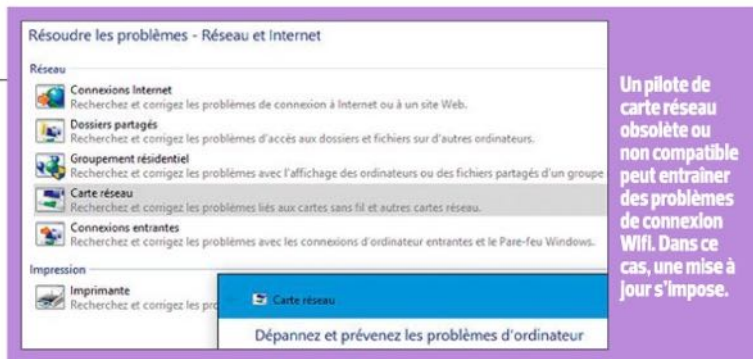 Résoudre les problèmes - Réseau et Internet
Réseau
Connexions Internet
Recherchez et corrigez les problèmes de connexion à Internet ou à un site Web.
Dossiers partagés
Recherchez et corrigez les problèmes d'accès aux dossiers et fichiers sur d'autres ordinateurs.
Groupement résidentiel
Recherchez et corrigez les problèmes avec l'affichage des ordinateurs ou des fichiers partagés d'un groupe
Carte réseau
Recherchez et corrigez les problèmes liés aux cartes sans fil et autres cartes réseau.
Connexions entrantes
Recherchez et corrigez les problèmes avec les connexions d'ordinateur entrantes et le Pare-feu Windows.
Impression
Imprimante
Recherchez et corrigez les
Carte réseau
Dépannez et prévenez les problèmes d'ordinateur
Un pilote de
carte réseau
obsolète ou
non compatible
peut entraîner
des problèmes
de connexion
Wifi. Dans ce
cas, une mise à
jour s'impose.